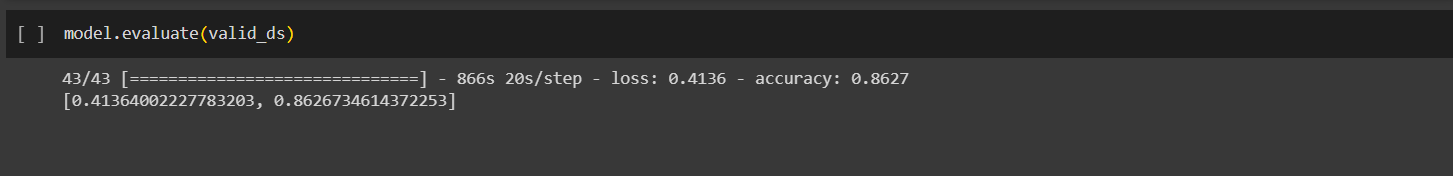 [ ] model.evaluate(valid_ds)
43/43 [==============================] - 866s 20s/step - loss: 0.4136 - accuracy: 0.8627
[0.41364002227783203, 0.8626734614372253]